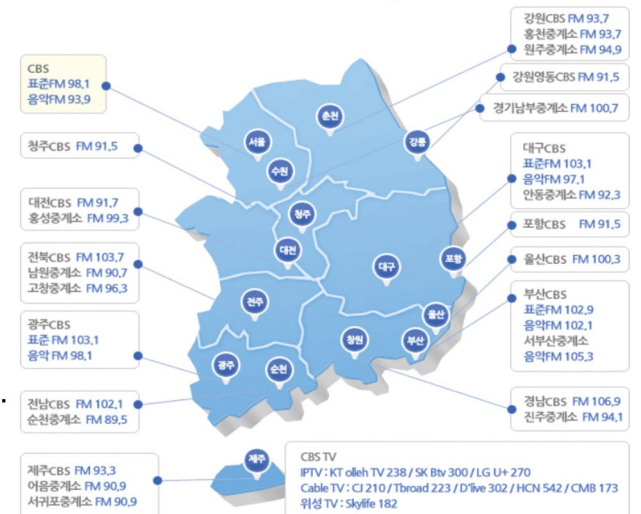 CBS
표준FM 98,1
음악FM 93,9
청주CBS FM 91,5
대전CBS FM 91,7
홍성중계소 FM 99,3
전북CBS FM 103,7
남원중계소 FM 90,7
고창중계소 FM 96,3
광주CBS
표준 FM 103,1
음악 FM 98,1
전남CBS FM 102,1
순천중계소 FM 89,5
제주CBS FM 93,3
어음중계소 FM 90,9
서귀포중계소 FM 90,9
서울
춘천
강릉
수원
청주
대전
대구
포항
전주
울산
창원
부산
광주
순천
제주
강원CBS FM 93,7
홍천중계소 FM 93,7
원주중계소 FM 94,9
강원영동CBS FM 91,5
경기남부중계소 FM 100,7
대구CBS
표준FM 103,1
음악FM 97,1
안동중계소 FM 92,3
포항CBS FM 91,5
울산CBS FM 100,3
부산CBS
표준FM 102,9
음악FM 102,1
서부산중계소
음악FM 105,3
경남CBS FM 106,9
진주중계소 FM 94,1
CBS TV
IPTV : KT olleh TV 238 / SK Btv 300 / LG U+ 270
Cable TV : CJ 210 / Tbroad 223 / D'live 302 / HCN 542 / CMB 173
위성 TV : Skylife 182